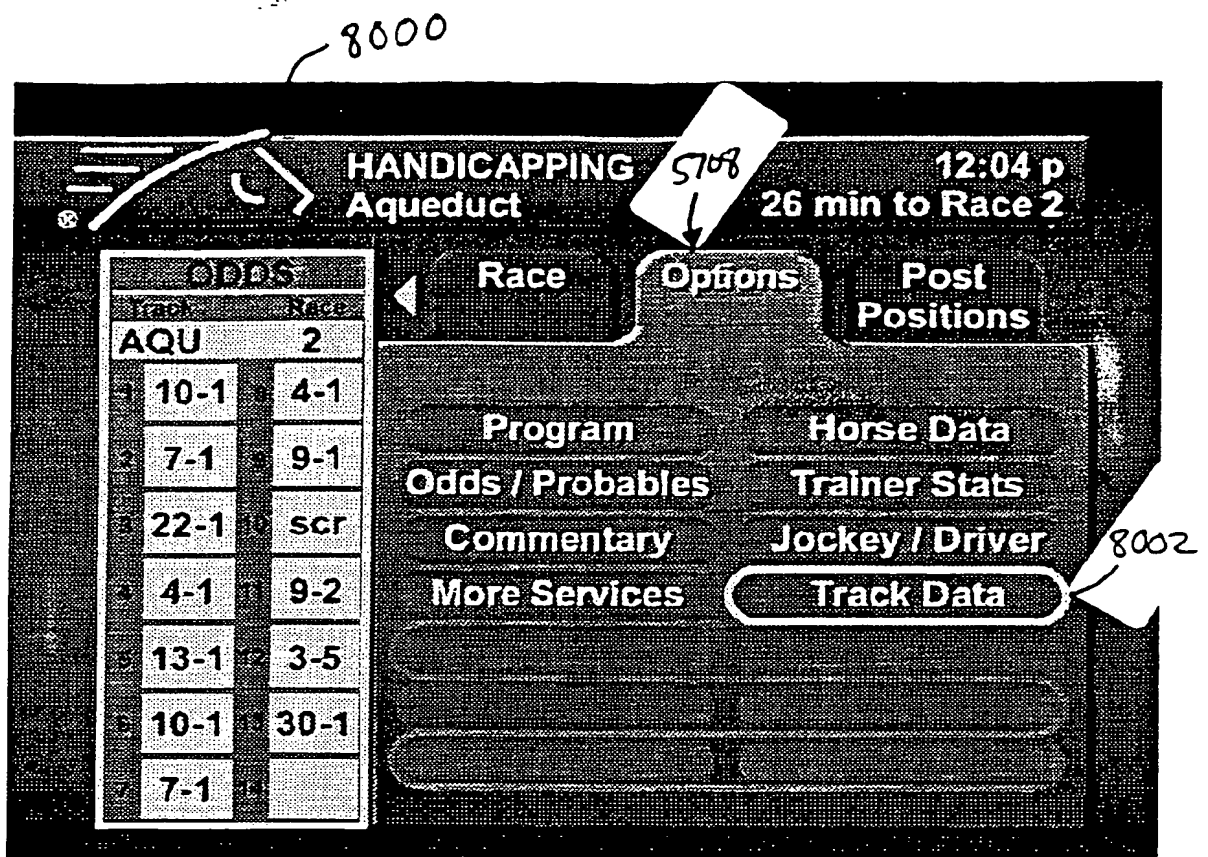 8000
HANDICAPPING
Aqueduct
5708
12:04 p
26 min to Race 2
ODDS
Track Race
AQU 2
1 10-1 8 4-1
2 7-1 9 9-1
3 22-1 10 scr
4 4-1 11 9-2
5 13-1 12 3-5
6 10-1 13 30-1
7 7-1 14
Race
Options
Post
Positions
Program
Horse Data
Odds / Probables
Trainer Stats
Commentary
Jockey / Driver
8002
More Services
Track Data